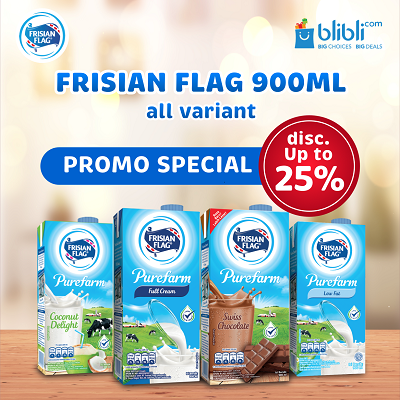 FRISIAN FLAG
blibli.com
BIG CHOICES BIG DEALS
FRISIAN FLAG 900ML
all variant
PROMO SPECIAL
disc.
Up to
25%
FRISIAN FLAG
Purefarm
Coconut
Delight
FRISIAN FLAG
Purefarm
Full Cream
FRISIAN FLAG
Purefarm
Swiss
Chocolate
FRISIAN FLAG
Purefarm
Low Fat